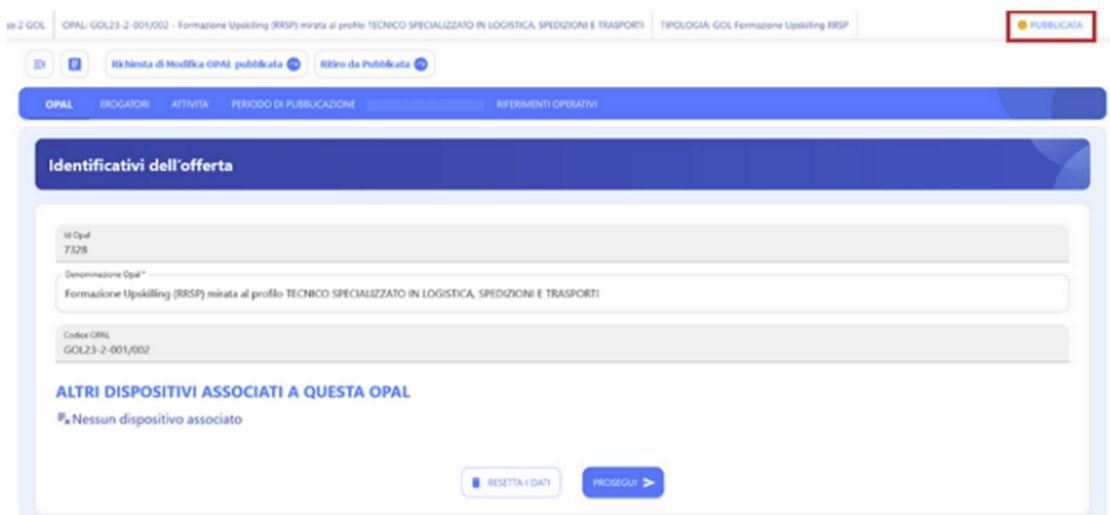 2 GOL OPAL: GOL23-2-001/002 - Formazione Upskilling (RRSP) mirata al profilo TECNICO SPECIALIZZATO IN LOGISTICA, SPEDIZIONI E TRASPORTI TIPOLOGIA: GOL Formazione Upskilling RRSP PUBBLICATA
Richiesta di Modifica OPAL pubblicata Ritiro da Pubblicata
OPAL EROGATORI ATTIVITA' PERIODO DI PUBBLICAZIONE RIFERIMENTI OPERATIVI
Identificativi dell'offerta
Id Opal
7328
Denominazione Opal *
Formazione Upskilling (RRSP) mirata al profilo TECNICO SPECIALIZZATO IN LOGISTICA, SPEDIZIONI E TRASPORTI
Codice OPAL
GOL23-2-001/002
ALTRI DISPOSITIVI ASSOCIATI A QUESTA OPAL
Nessun dispositivo associato
RESETTA I DATI PROSEGUI